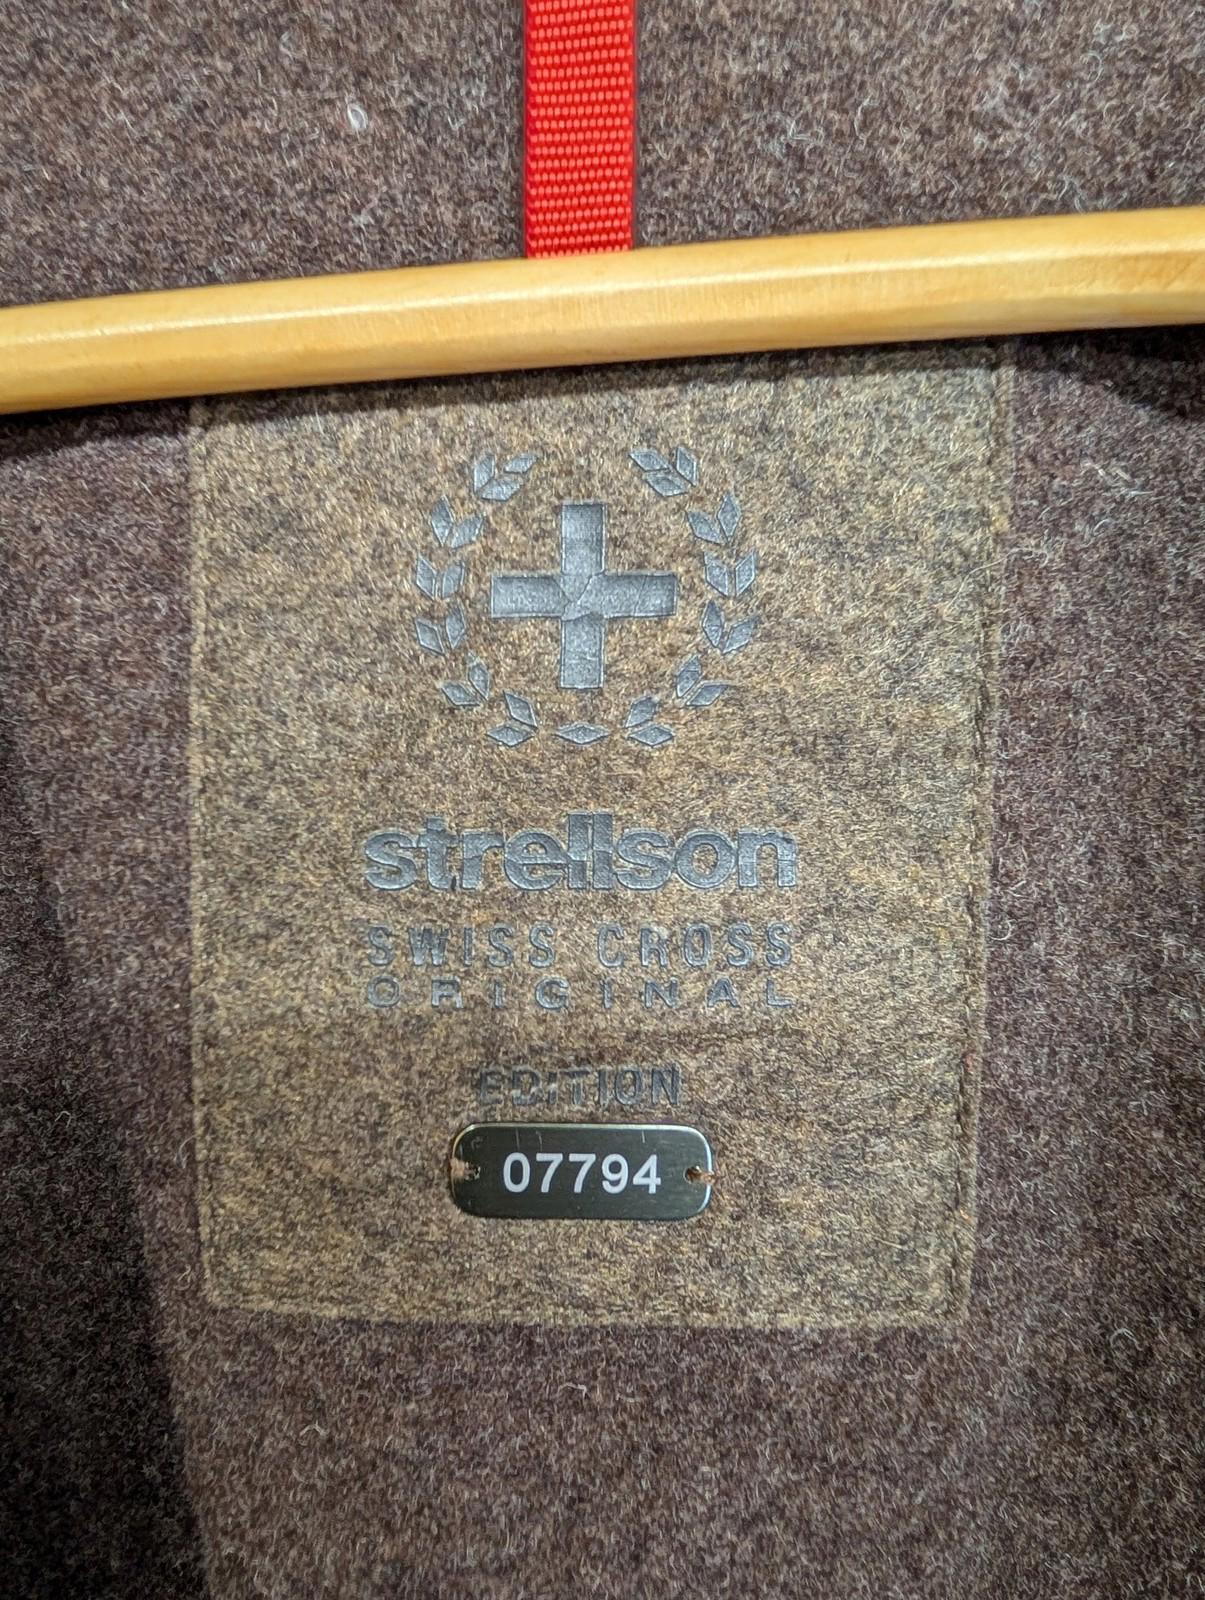 strellson
SWISS CROSS
ORIGINAL
EDITION
07794